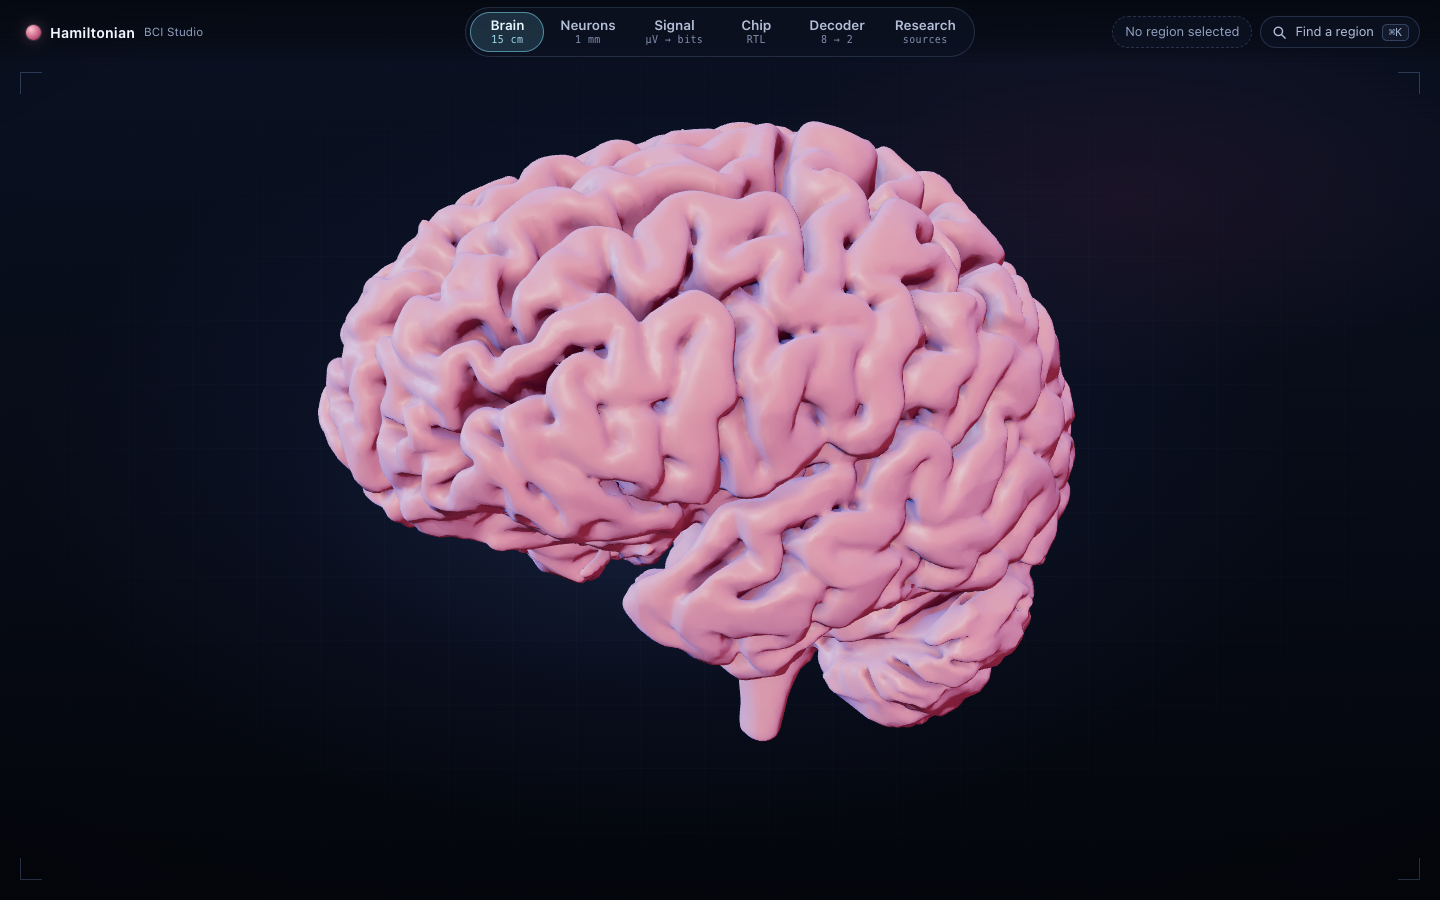 Hamiltonian BCI Studio
Brain
15 cm
Neurons
1 mm
Signal
μV → bits
Chip
RTL
Decoder
8 → 2
Research
sources
No region selected
Find a region ⌘K